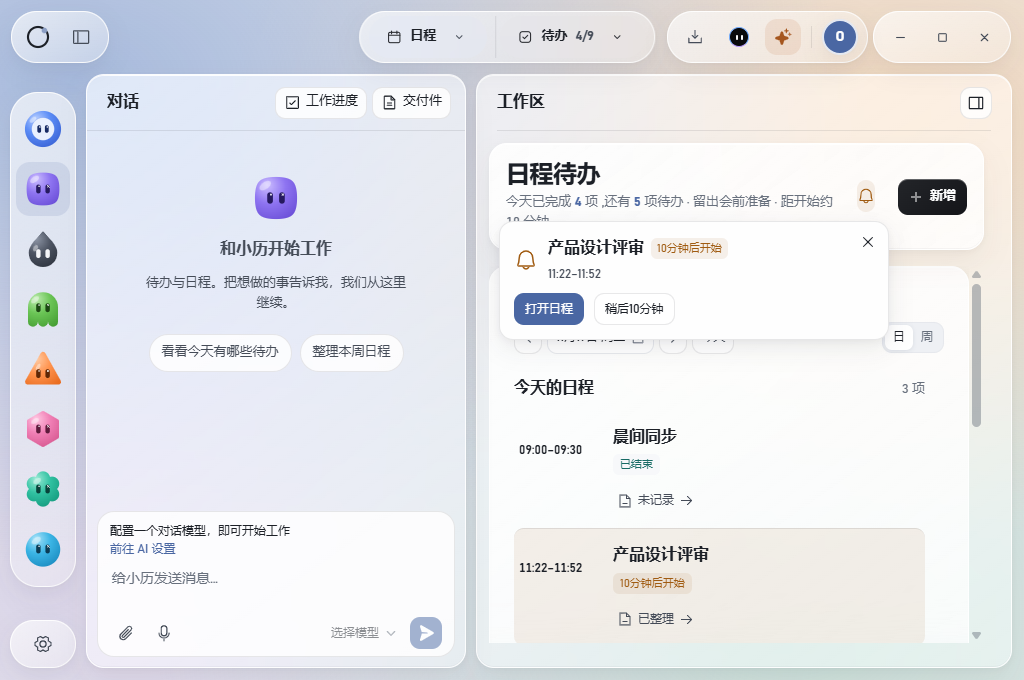 日程
待办 4/9
O
对话
工作进度
交付件
和小历开始工作
待办与日程。把想做的事告诉我，我们从这里
继续。
看看今天有哪些待办
整理本周日程
配置一个对话模型，即可开始工作
前往 AI 设置
给小历发送消息...
选择模型
工作区
日程待办
今天已完成 4 项 ,还有 5 项待办 · 留出会前准备 · 距开始约
新增
产品设计评审
10分钟后开始
11:22–11:52
打开日程
稍后10分钟
日
周
今天的日程
3 项
09:00–09:30
晨间同步
已结束
未记录 →
11:22–11:52
产品设计评审
10分钟后开始
已整理 →